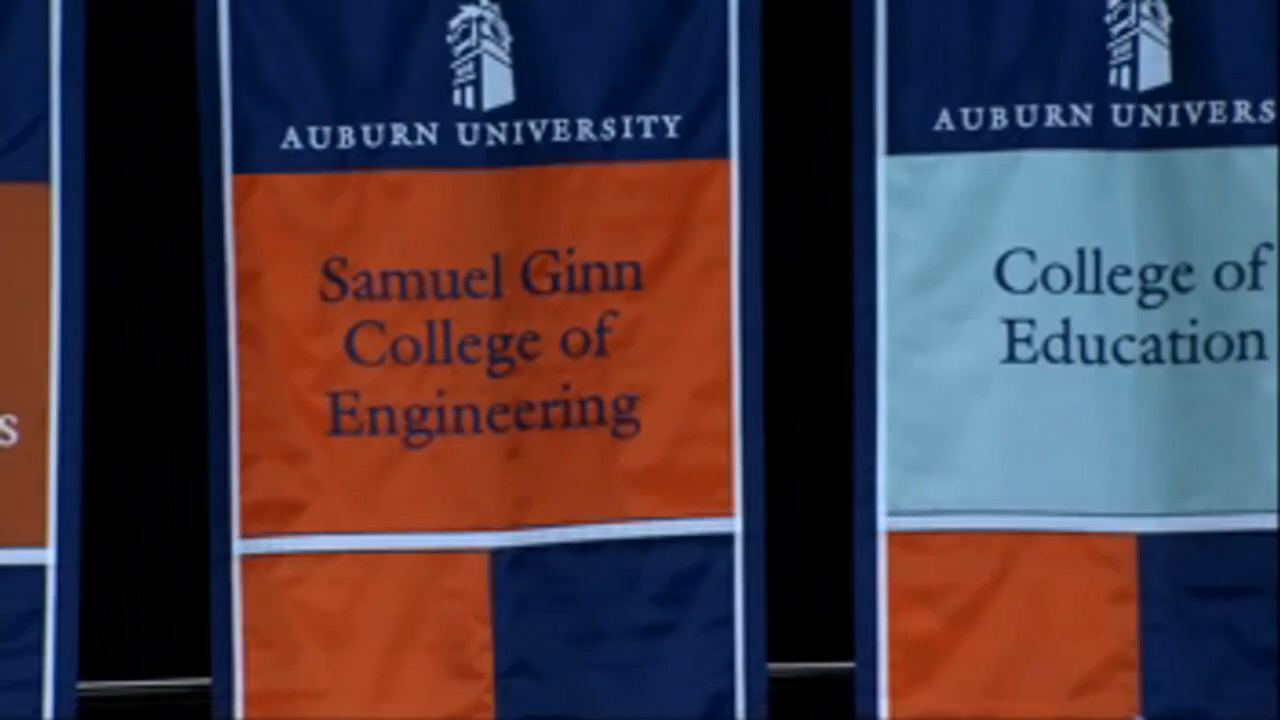 AUBURN UNIVERSITY
Samuel Ginn
College of
Engineering
AUBURN UNIVERS
College of
Education
s